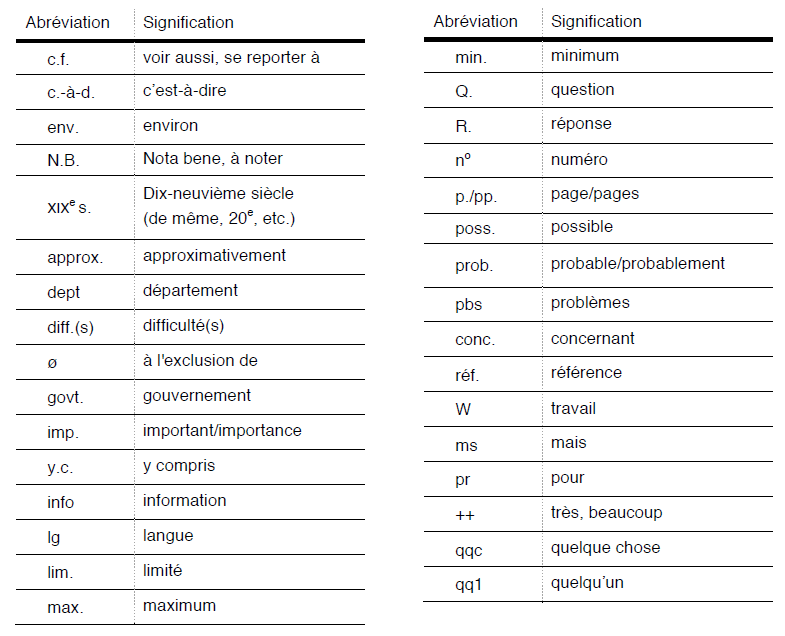 Abréviation Signification
c.f. voir aussi, se reporter à
c.-à-d. c’est-à-dire
env. environ
N.B. Nota bene, à noter
XIXe s. Dix-neuvième siècle
(de même, 20e, etc.)
approx. approximativement
dept département
diff.(s) difficulté(s)
ø à l'exclusion de
govt. gouvernement
imp. important/importance
y.c. y compris
info information
lg langue
lim. limité
max. maximum
Abréviation Signification
min. minimum
Q. question
R. réponse
nº numéro
p./pp. page/pages
poss. possible
prob. probable/probablement
pbs problèmes
conc. concernant
réf. référence
W travail
ms mais
pr pour
++ très, beaucoup
qqc quelque chose
qq1 quelqu’un